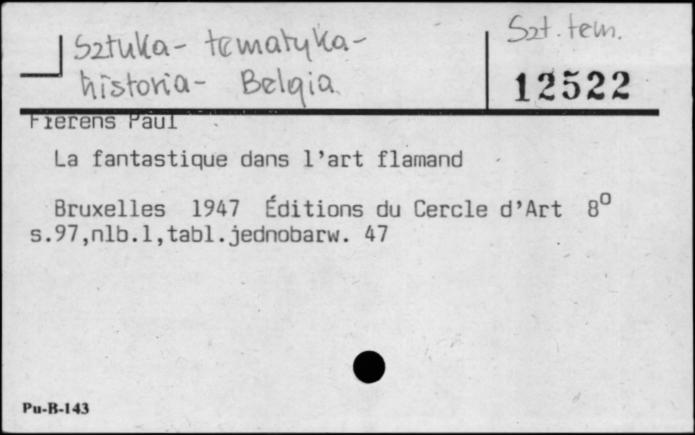 Sztuka - tematyka -
historia - Belgia
Szt. tem.
12522
Fierens Paul
La fantastique dans l'art flamand
Bruxelles 1947 Éditions du Cercle d'Art 8º
s.97,nlb.1,tabl.jednobarw. 47
Pu-B-143